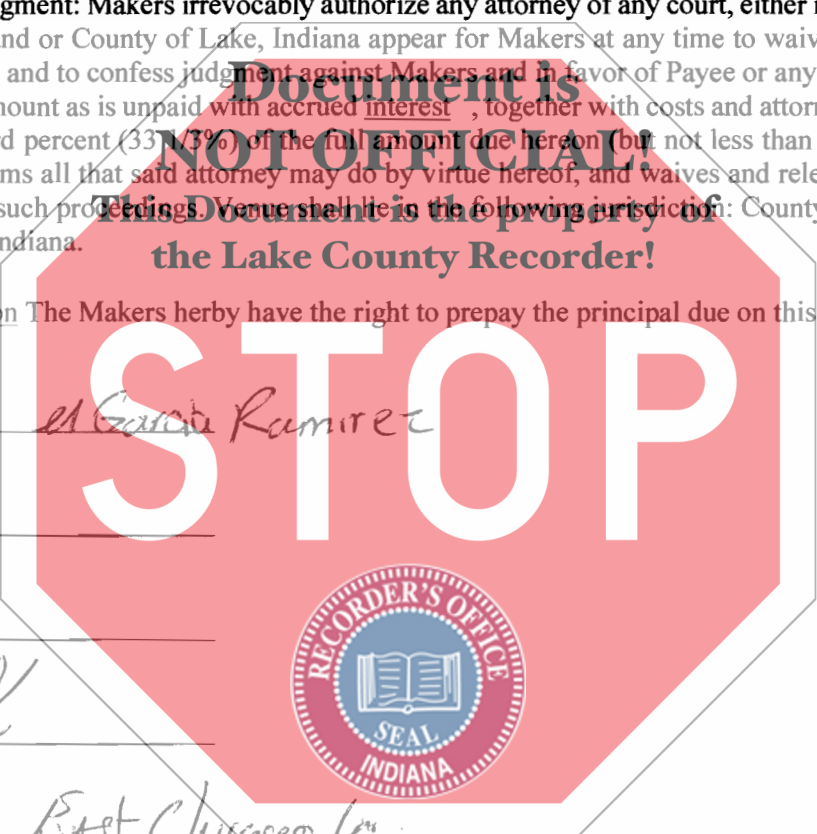 gment: Makers irrevocably authorize any attorney of any court, either i
nd or County of Lake, Indiana appear for Makers at any time to waiv
and to confess judgment against Makers and in favor of Payee or any
Document is
nount as is unpaid with accrued interest , together with costs and attorn
d percent (33 1/3%) of the full amount due hereon (but not less than
NOT OFFICIAL!
ms all that said attorney may do by virtue hereof, and waives and rele
such proceedings. Venue shall lie in the following jurisdiction: County
This Document is the property of
ndiana.
the Lake County Recorder!
on The Makers herby have the right to prepay the principal due on this
STOP
el Garcia Ramirez
RECORDER'S OFFICE
SEAL
INDIANA
East Chicago In